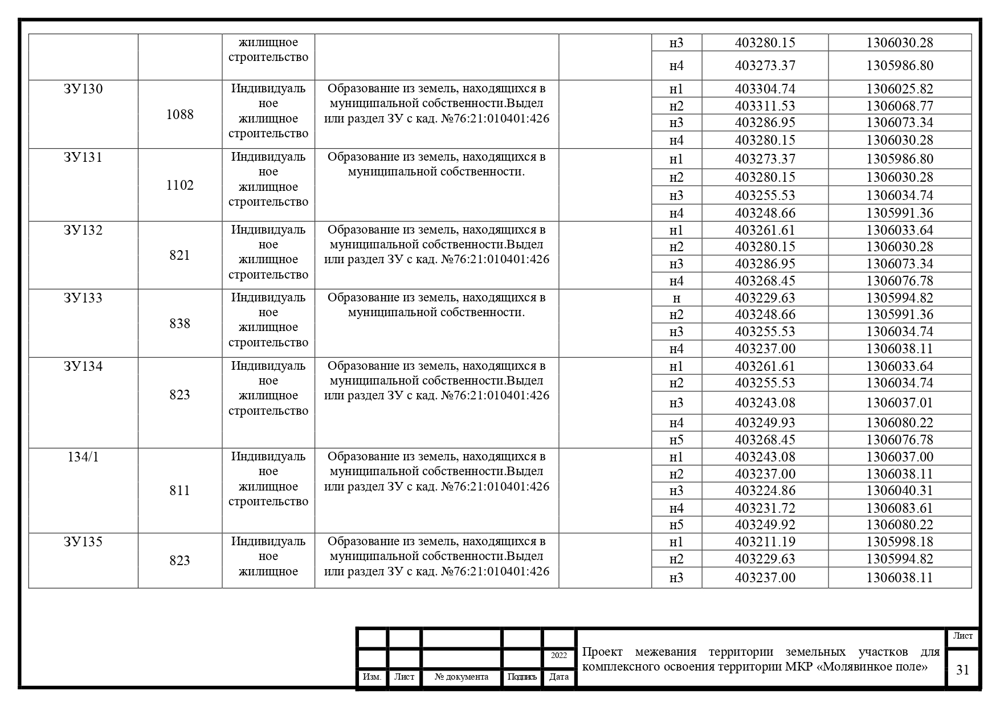 жилищное
строительство
н3 403280.15 1306030.28
н4 403273.37 1305986.80
ЗУ130
1088
Индивидуаль
ное
жилищное
строительство
Образование из земель, находящихся в
муниципальной собственности.Выдел
или раздел ЗУ с кад. №76:21:010401:426
н1 403304.74 1306025.82
н2 403311.53 1306068.77
н3 403286.95 1306073.34
н4 403280.15 1306030.28
ЗУ131
1102
Индивидуаль
ное
жилищное
строительство
Образование из земель, находящихся в
муниципальной собственности.
н1 403273.37 1305986.80
н2 403280.15 1306030.28
н3 403255.53 1306034.74
н4 403248.66 1305991.36
ЗУ132
821
Индивидуаль
ное
жилищное
строительство
Образование из земель, находящихся в
муниципальной собственности.Выдел
или раздел ЗУ с кад. №76:21:010401:426
н1 403261.61 1306033.64
н2 403280.15 1306030.28
н3 403286.95 1306073.34
н4 403268.45 1306076.78
ЗУ133
838
Индивидуаль
ное
жилищное
строительство
Образование из земель, находящихся в
муниципальной собственности.
н 403229.63 1305994.82
н2 403248.66 1305991.36
н3 403255.53 1306034.74
н4 403237.00 1306038.11
ЗУ134
823
Индивидуаль
ное
жилищное
строительство
Образование из земель, находящихся в
муниципальной собственности.Выдел
или раздел ЗУ с кад. №76:21:010401:426
н1 403261.61 1306033.64
н2 403255.53 1306034.74
н3 403243.08 1306037.01
н4 403249.93 1306080.22
н5 403268.45 1306076.78
134/1
811
Индивидуаль
ное
жилищное
строительство
Образование из земель, находящихся в
муниципальной собственности.Выдел
или раздел ЗУ с кад. №76:21:010401:426
н1 403243.08 1306037.00
н2 403237.00 1306038.11
н3 403224.86 1306040.31
н4 403231.72 1306083.61
н5 403249.92 1306080.22
ЗУ135
823
Индивидуаль
ное
жилищное
Образование из земель, находящихся в
муниципальной собственности.Выдел
или раздел ЗУ с кад. №76:21:010401:426
н1 403211.19 1305998.18
н2 403229.63 1305994.82
н3 403237.00 1306038.11
2022
Изм. Лист № документа Подпись Дата
Проект межевания территории земельных участков для
комплексного освоения территории МКР «Молявинкое поле»
Лист
31